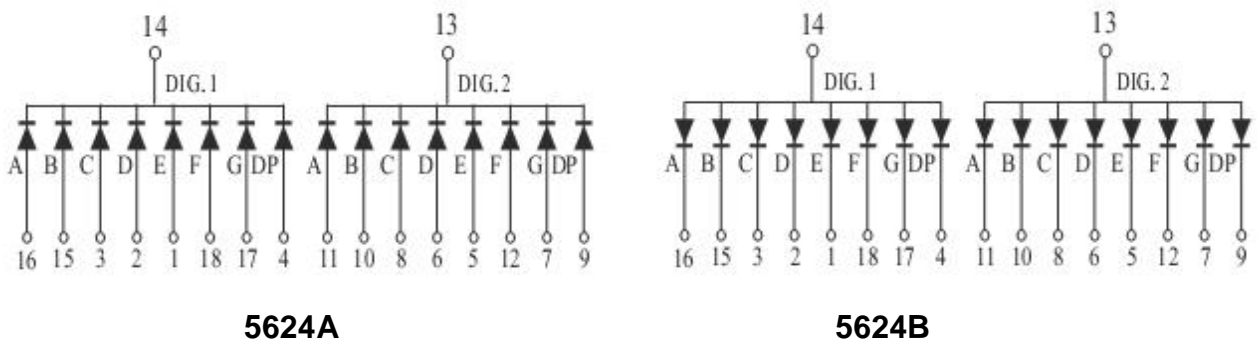 14 13 14 13
DIG.1 DIG.2 DIG. 1 DIG. 2
A B C D E F G DP A B C D E F G DP A B C D E F G DP A B C D E F G DP
16 15 3 2 1 18 17 4 11 10 8 6 5 12 7 9 16 15 3 2 1 18 17 4 11 10 8 6 5 12 7 9
5624A 5624B